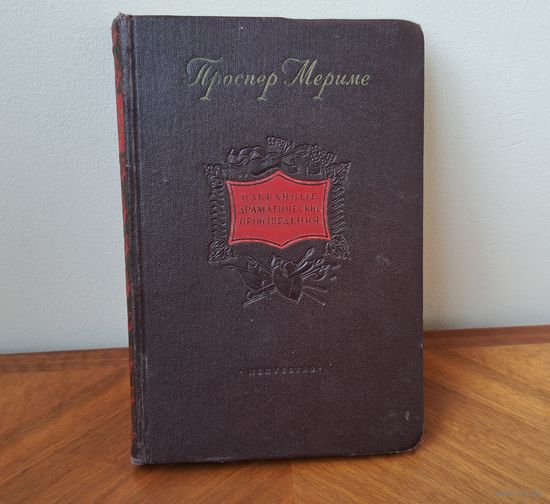 Проспер Мериме
ИЗБРАННЫЕ
ДРАМАТИЧЕСКИЕ
ПРОИЗВЕДЕНИЯ
ИСКУССТВО